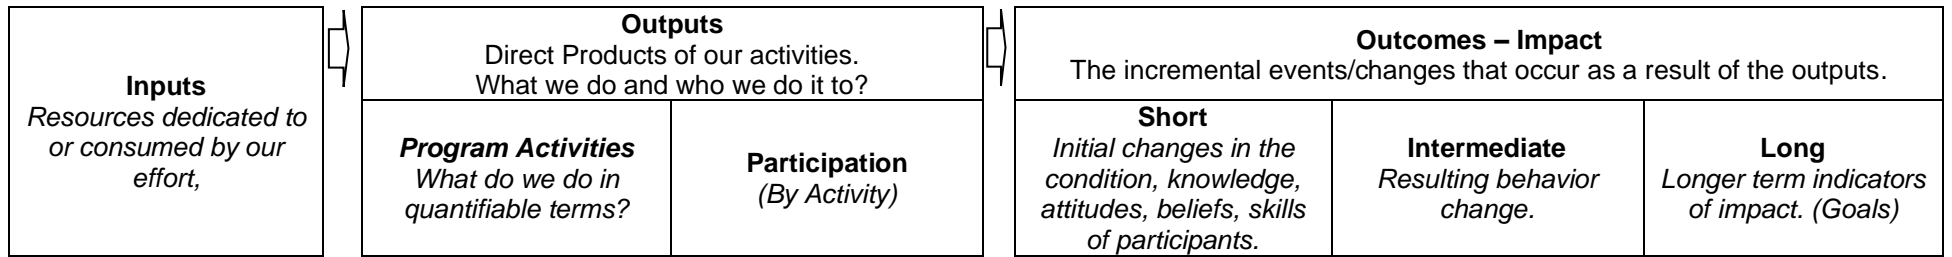 Inputs
Resources dedicated to
or consumed by our
effort,
Outputs
Direct Products of our activities.
What we do and who we do it to?
Program Activities
What do we do in
quantifiable terms?
Participation
(By Activity)
Outcomes – Impact
The incremental events/changes that occur as a result of the outputs.
Short
Initial changes in the
condition, knowledge,
attitudes, beliefs, skills
of participants.
Intermediate
Resulting behavior
change.
Long
Longer term indicators
of impact. (Goals)